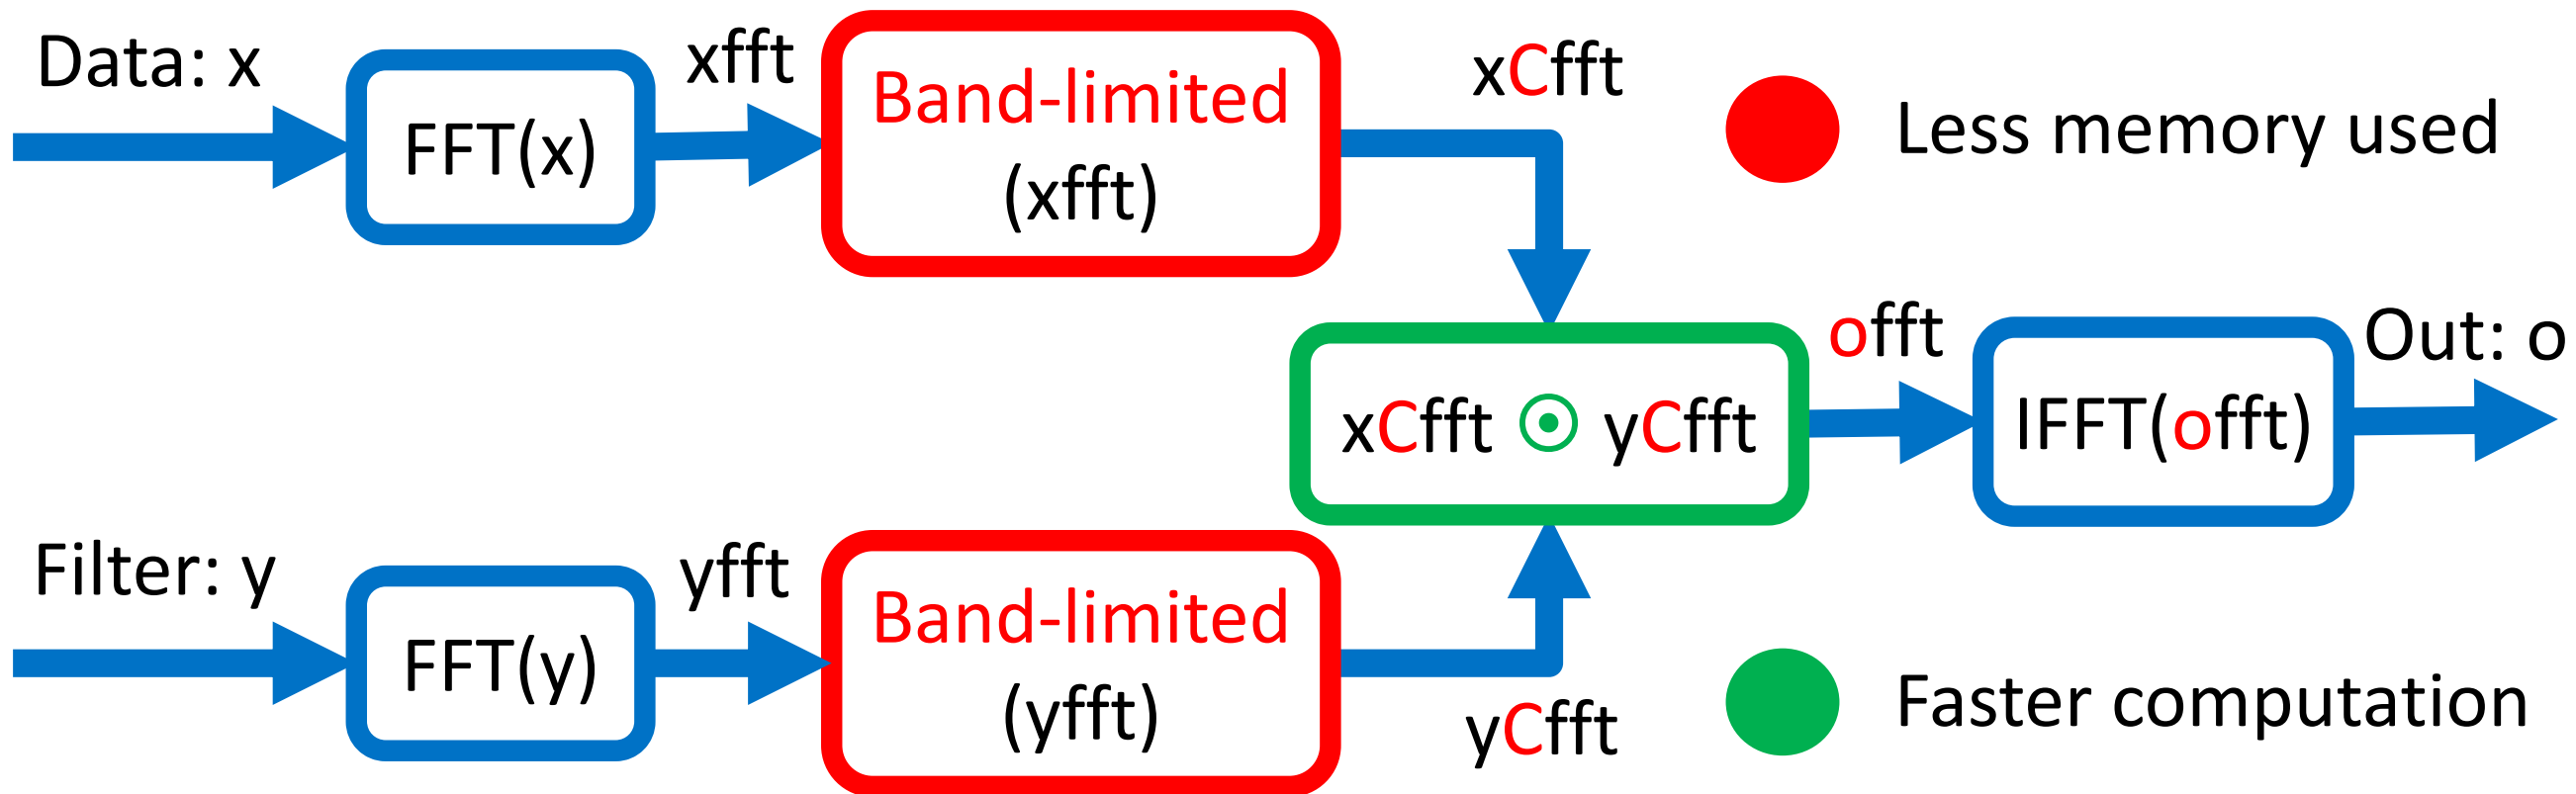 Data: x
FFT(x)
xfft
Band-limited
(xfft)
xCfft
Less memory used
xCfft ⊙ yCfft
offt
IFFT(offt)
Out: o
Filter: y
FFT(y)
yfft
Band-limited
(yfft)
yCfft
Faster computation